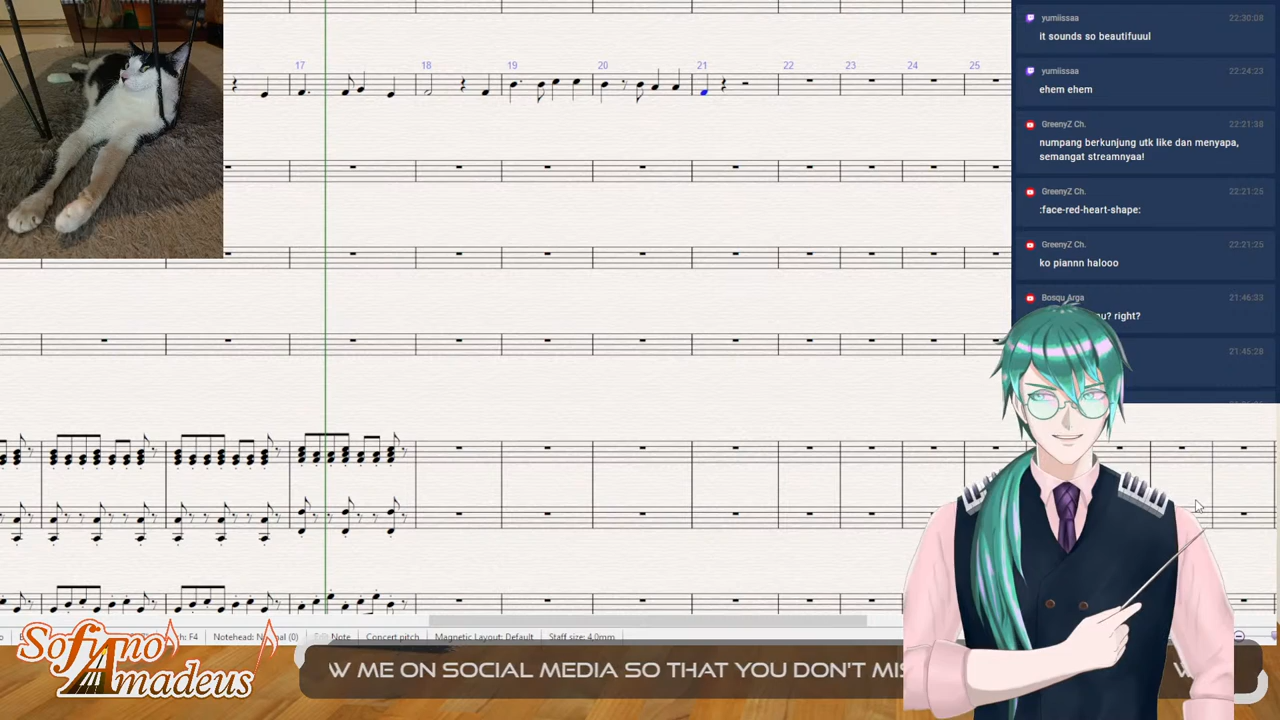 17
18
19
20
21
22
23
24
25
yumiissaa 22:30:08
it sounds so beautifuuul
yumiissaa 22:24:23
ehem ehem
GreenyZ Ch. 22:21:38
numpang berkunjung utk like dan menyapa,
semangat streamnyaa!
GreenyZ Ch. 22:21:25
:face-red-heart-shape:
GreenyZ Ch. 22:21:25
ko piannn halooo
Bosqu Arga 21:46:33
u? right?
21:45:28
F4 Notehead: Normal (0) Note Concert pitch Magnetic Layout: Default Staff size: 4,0mm
Sofiano
Amadeus
W ME ON SOCIAL MEDIA SO THAT YOU DON'T MIS